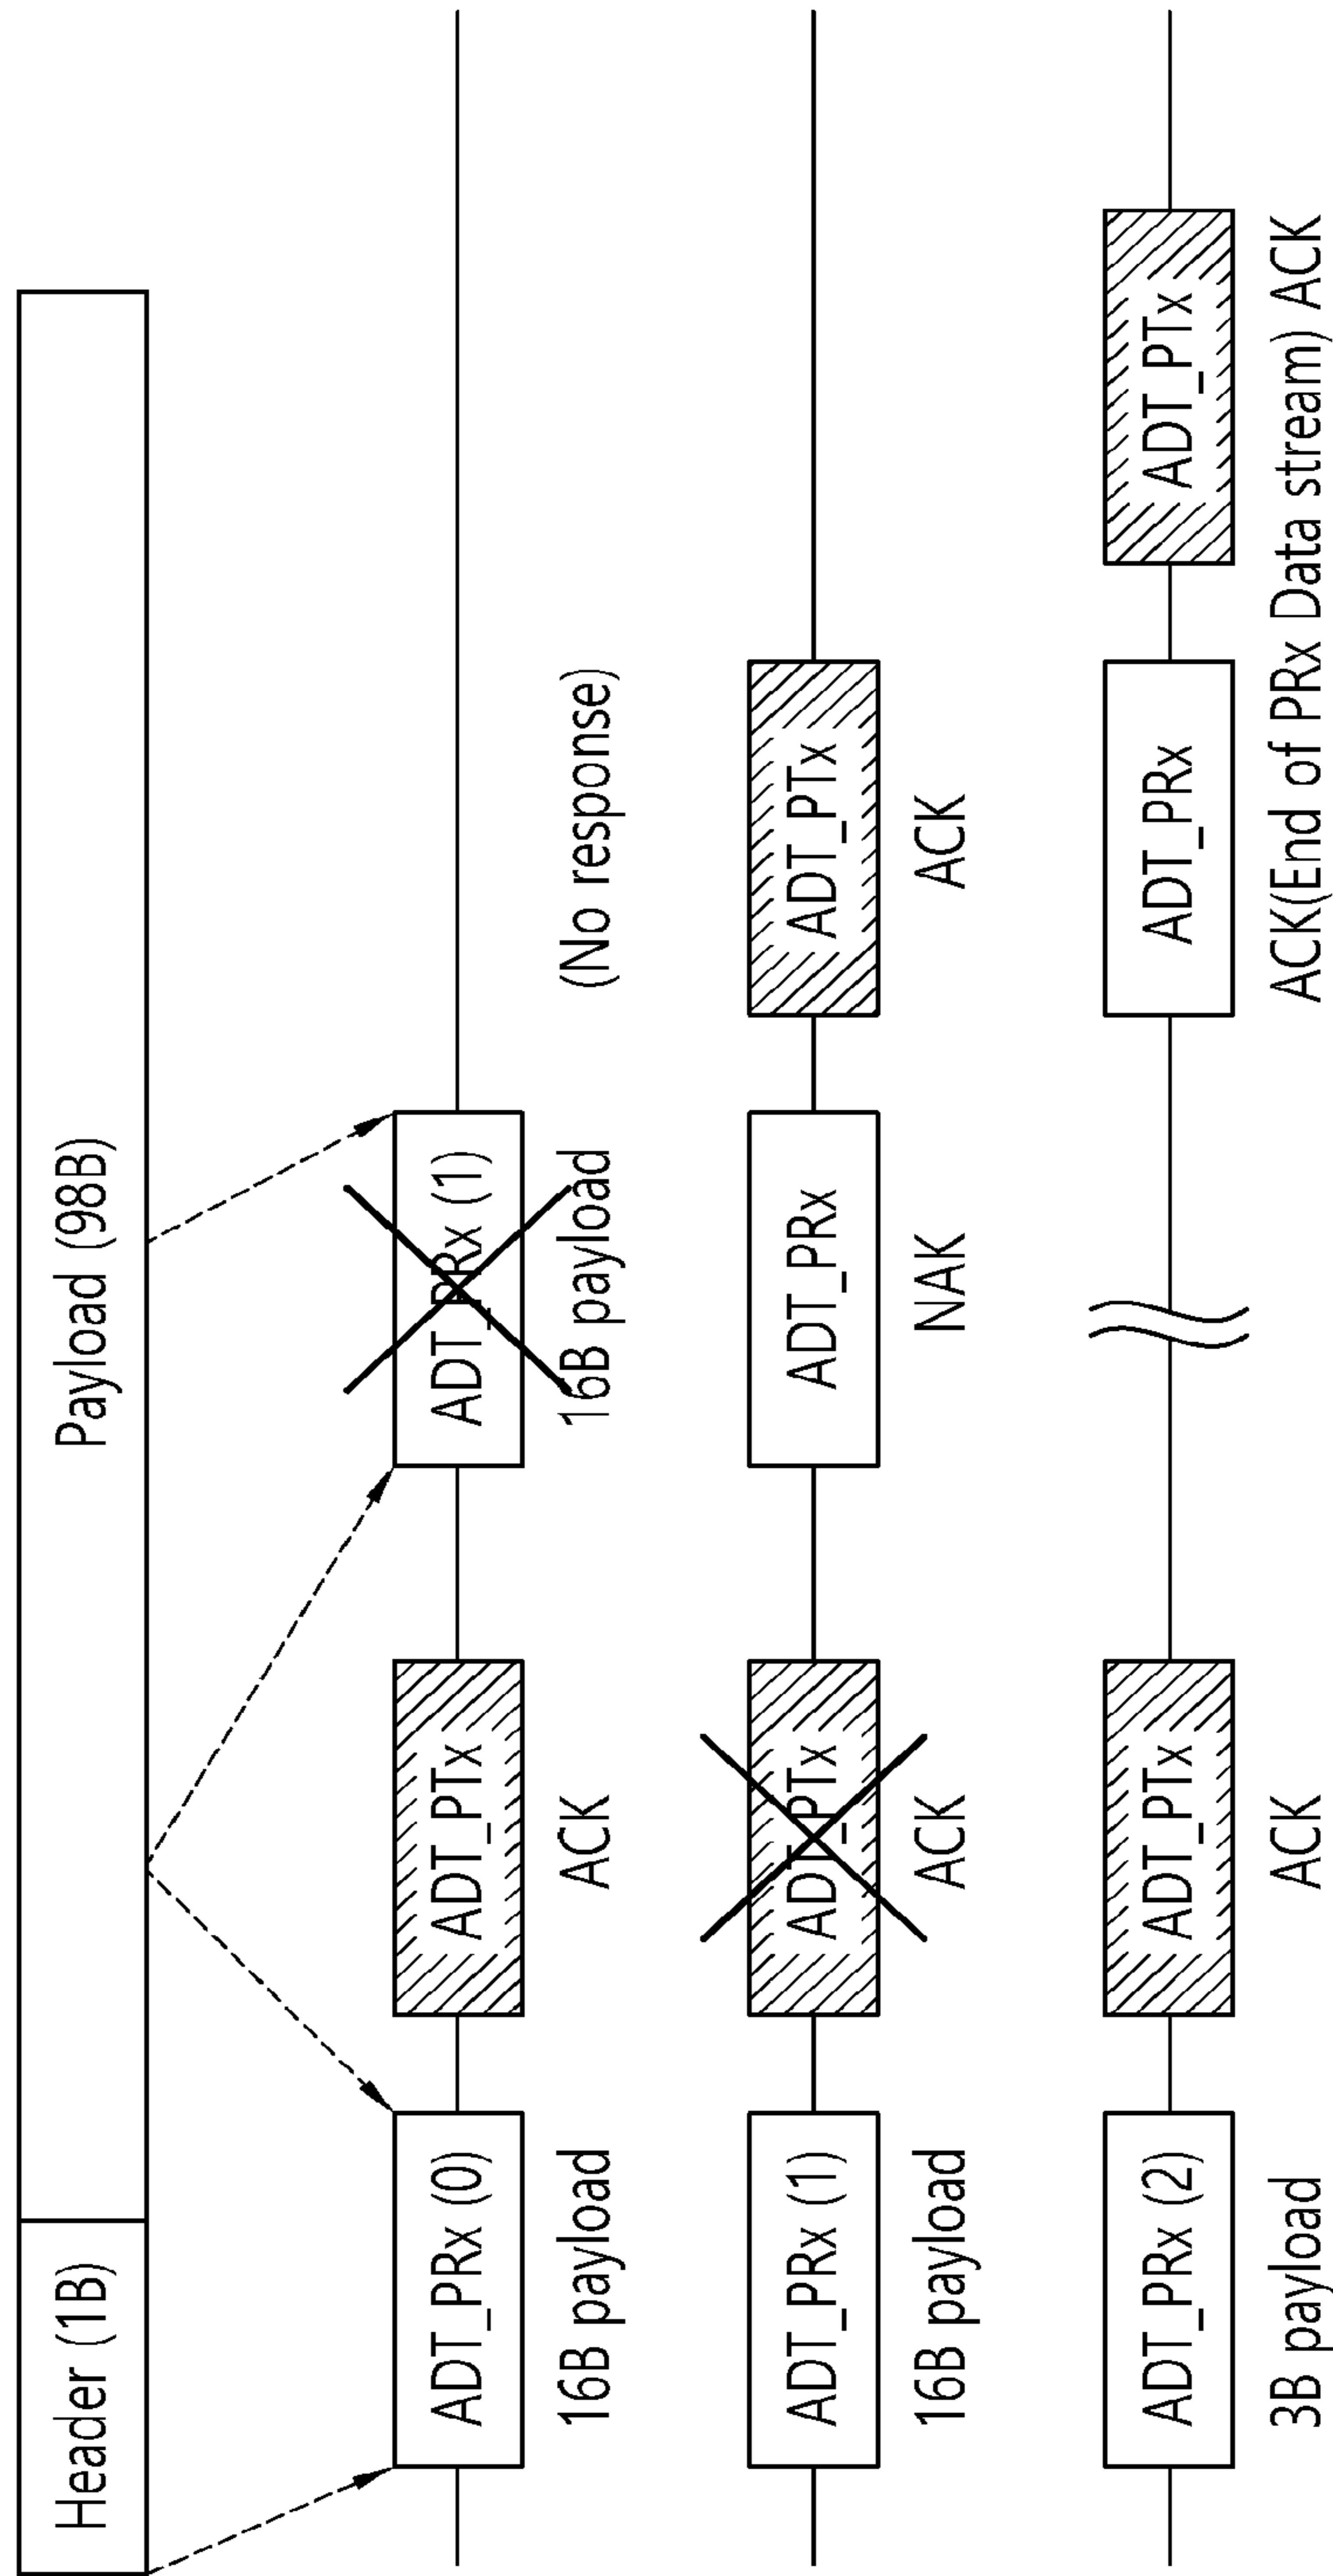 Header (1B) Payload (98B)
ADT_PRx (0) ADT_PTx ADT_PRx (1)
16B payload ACK 16B payload (No response)
ADT_PRx (1) ADT_PTx ADT_PRx ADT_PTx
16B payload ACK NAK ACK
ADT_PRx (2) ADT_PTx ADT_PRx ADT_PTx
3B payload ACK ACK(End of PRx Data stream) ACK